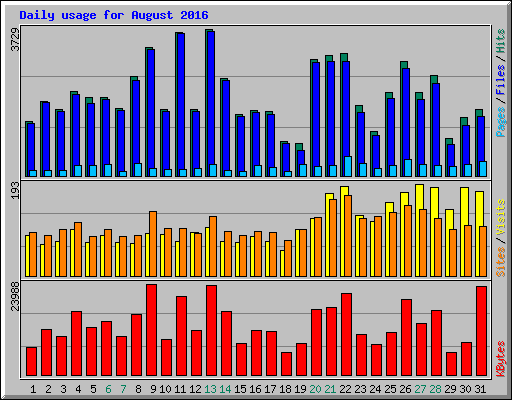 Daily usage for August 2016
3729
Pages / Files / Hits
193
Sites / Visits
23988
KBytes
1 2 3 4 5 6 7 8 9 10 11 12 13 14 15 16 17 18 19 20 21 22 23 24 25 26 27 28 29 30 31